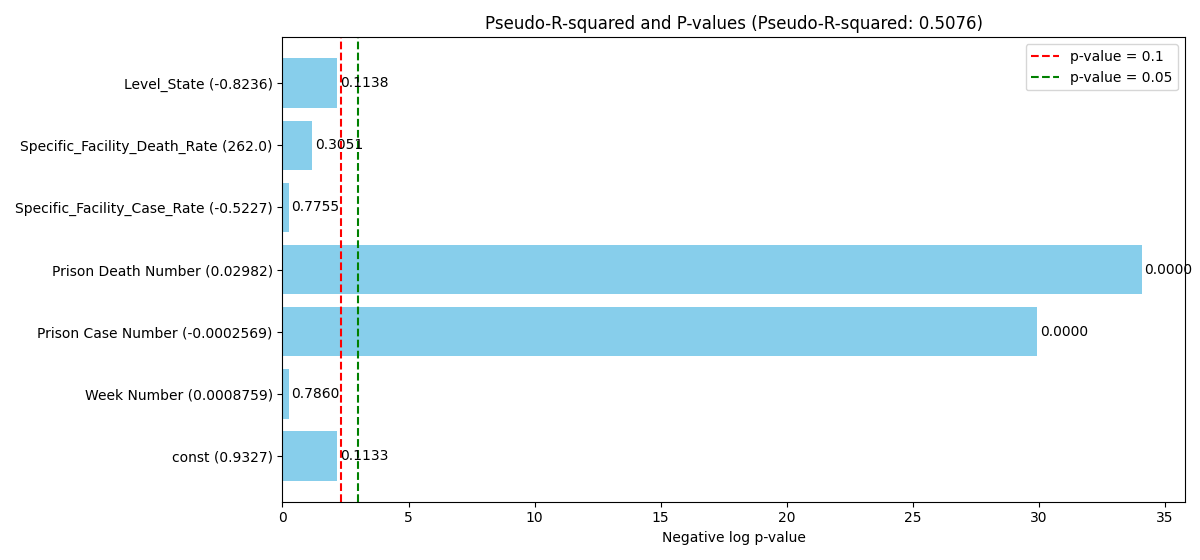 Pseudo-R-squared and P-values (Pseudo-R-squared: 0.5076)
p-value = 0.1
p-value = 0.05
Level_State (-0.8236)
0.1138
Specific_Facility_Death_Rate (262.0)
0.3051
Specific_Facility_Case_Rate (-0.5227)
0.7755
Prison Death Number (0.02982)
0.0000
Prison Case Number (-0.0002569)
0.0000
Week Number (0.0008759)
0.7860
const (0.9327)
0.1133
0 5 10 15 20 25 30 35
Negative log p-value